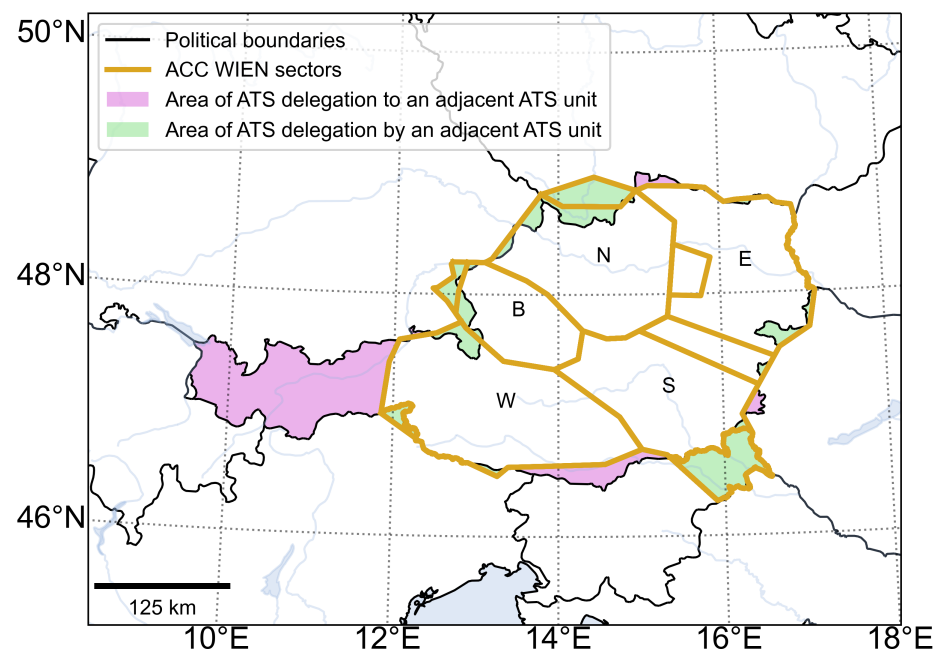 50°N
Political boundaries
ACC WIEN sectors
Area of ATS delegation to an adjacent ATS unit
Area of ATS delegation by an adjacent ATS unit
N
E
48°N
B
W
S
46°N
125 km
10°E
12°E
14°E
16°E
18°E